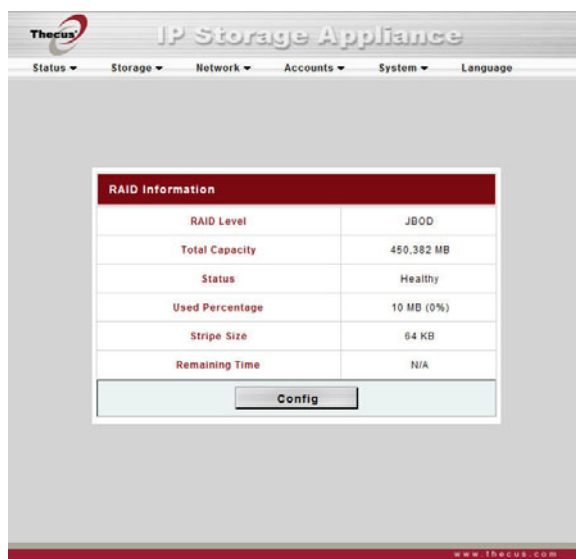 Thecus
IP Storage Appliance
Status Storage Network Accounts System Language
RAID Information
RAID Level JBOD
Total Capacity 450,382 MB
Status Healthy
Used Percentage 10 MB (0%)
Stripe Size 64 KB
Remaining Time N/A
Config
www.thecus.com